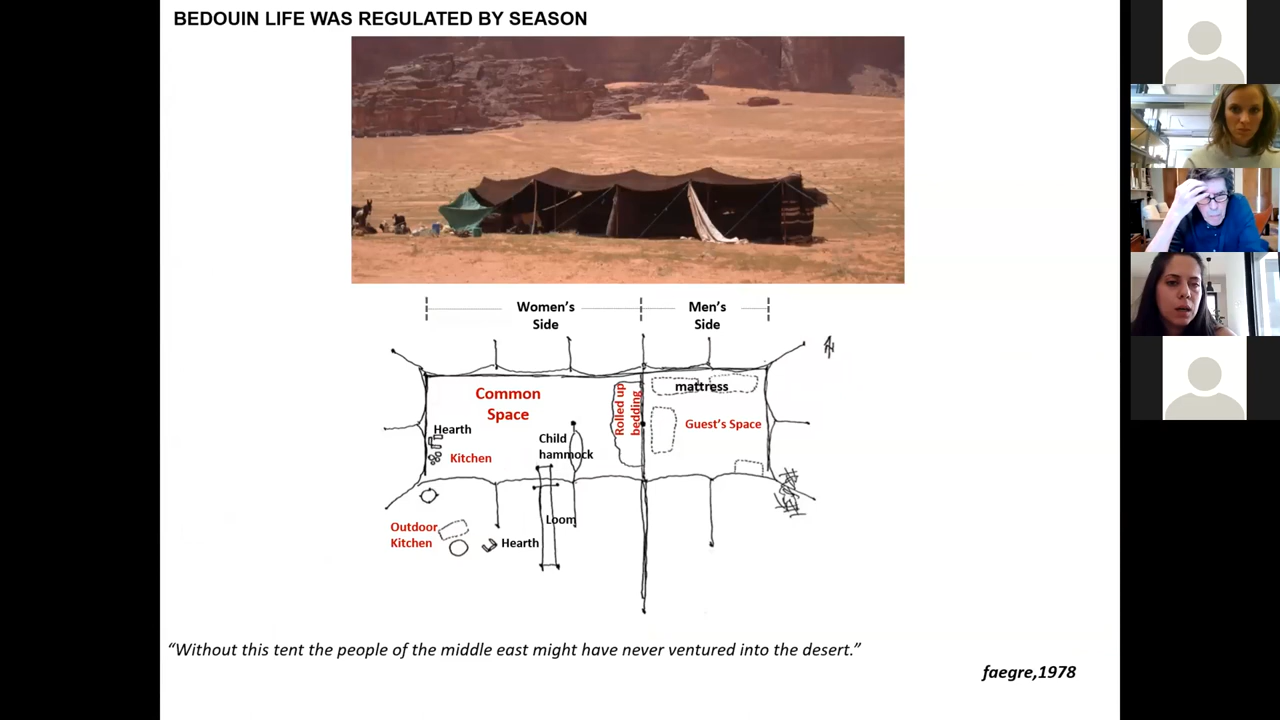 BEDOUIN LIFE WAS REGULATED BY SEASON
Women's
Side
Men's
Side
Common
Space
Rolled up
bedding
mattress
Guest's Space
Hearth
Kitchen
Child
hammock
Loom
Outdoor
Kitchen
Hearth
“Without this tent the people of the middle east might have never ventured into the desert.”
faegre,1978